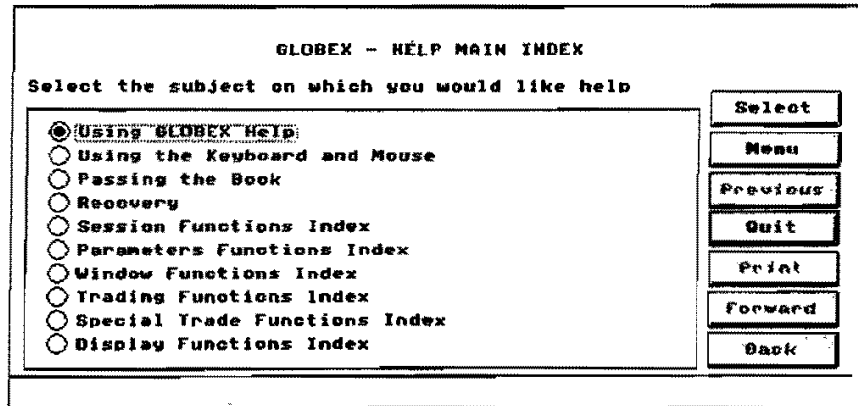 GLOBEX - HELP MAIN INDEX
Select the subject on which you would like help
Using GLOBEX Help
Using the Keyboard and Mouse
Passing the Book
Recovery
Session Functions Index
Parameters Functions Index
Window Functions Index
Trading Functions Index
Special Trade Functions Index
Display Functions Index
Select
Menu
Previous
Quit
Print
Forward
Back